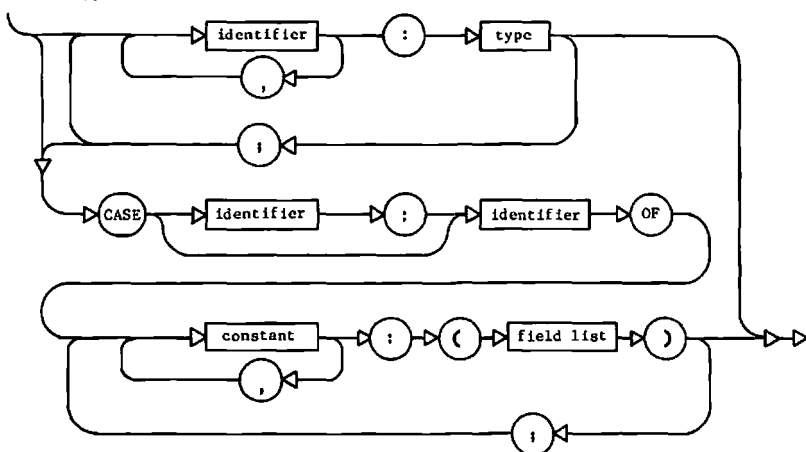 identifier : type
,
;
CASE identifier : identifier OF
constant : ( field list )
,
;